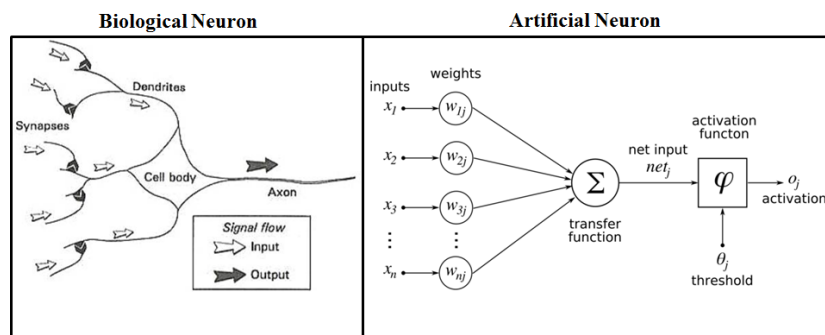 Biological Neuron
Artificial Neuron
Dendrites
Synapses
Cell body
Axon
Signal flow
Input
Output
inputs
weights
x1
w1j
x2
w2j
x3
w3j
⋮ ⋮ ⋮
xn
wnj
Σ
transfer
function
net input
netj
activation
functon
φ
oj
activation
θj
threshold